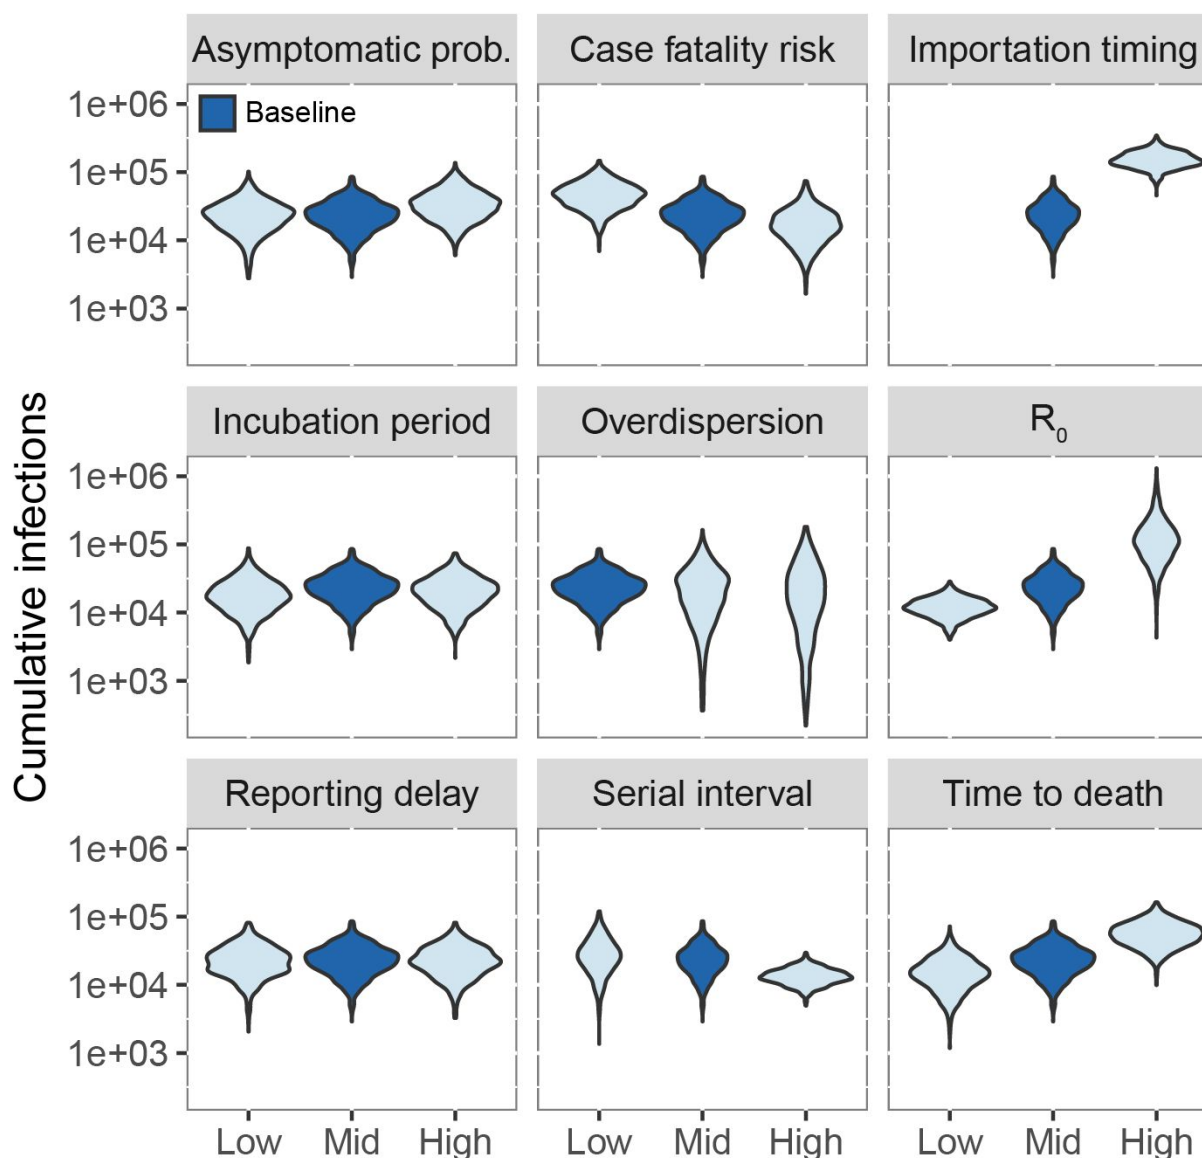 Asymptomatic prob. Case fatality risk Importation timing
Baseline
1e+06
1e+05
1e+04
1e+03
Cumulative infections
Incubation period Overdispersion R₀
1e+06
1e+05
1e+04
1e+03
Reporting delay Serial interval Time to death
1e+06
1e+05
1e+04
1e+03
Low Mid High Low Mid High Low Mid High